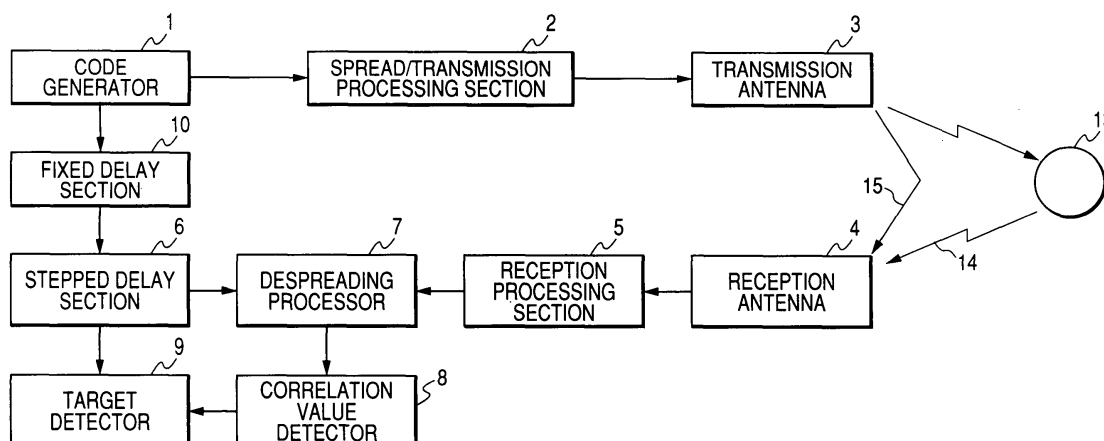 1
CODE
GENERATOR
2
SPREAD/TRANSMISSION
PROCESSING SECTION
3
TRANSMISSION
ANTENNA
10
FIXED DELAY
SECTION
15
14
6
STEPPED DELAY
SECTION
7
DESPREADING
PROCESSOR
5
RECEPTION
PROCESSING
SECTION
4
RECEPTION
ANTENNA
9
TARGET
DETECTOR
8
CORRELATION
VALUE
DETECTOR